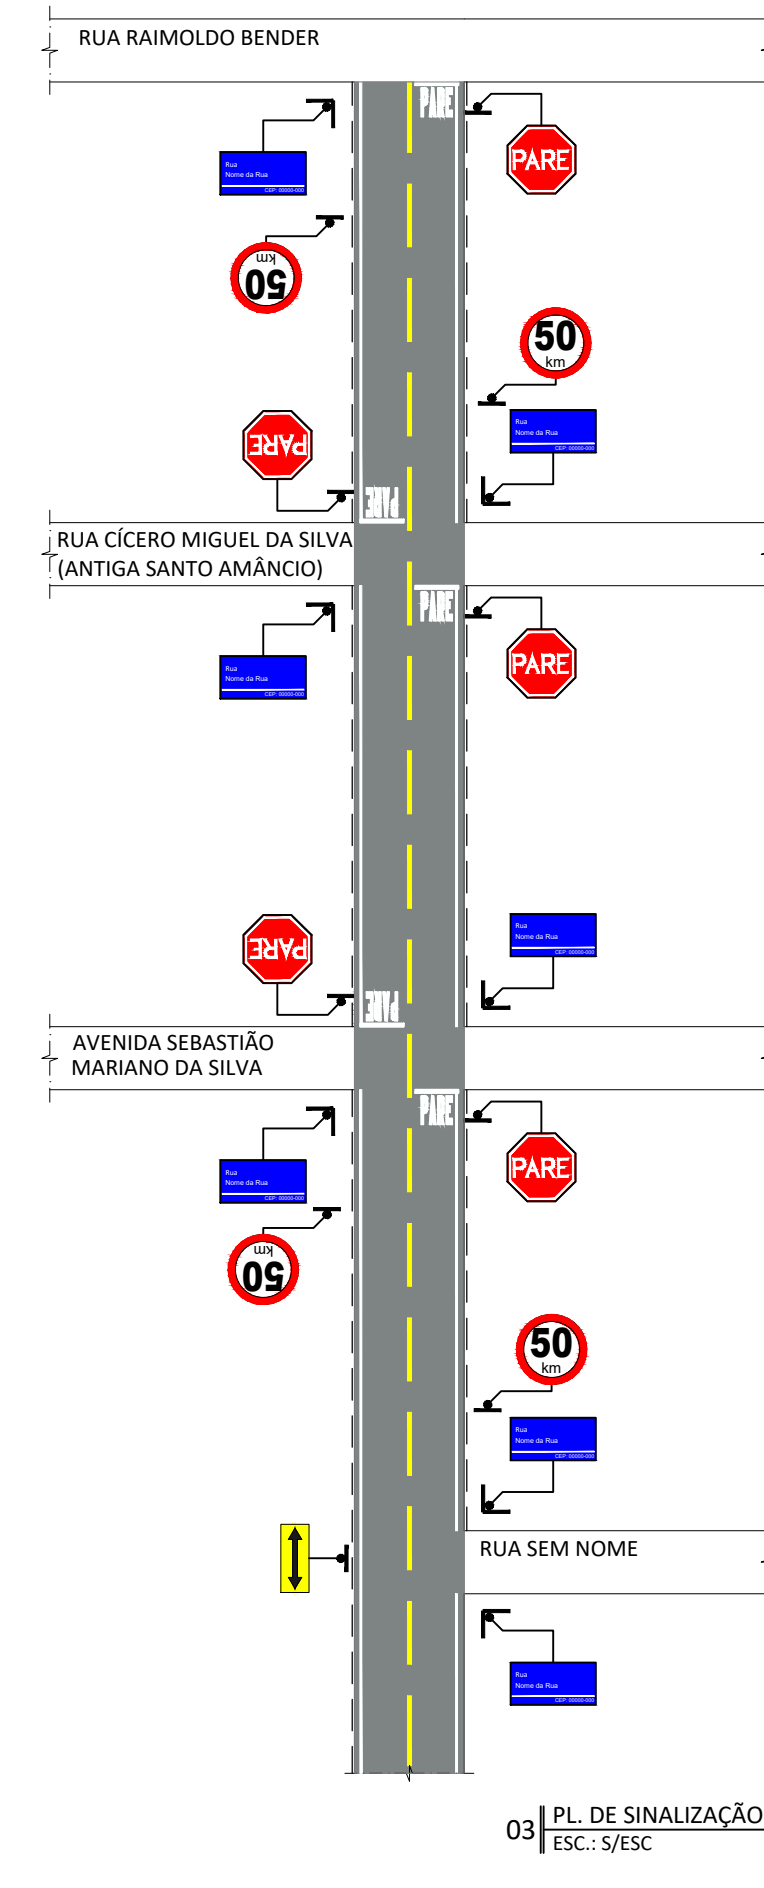 RUA RAIMOLDO BENDER
PARE
PARE
Rua
Nome da Rua
CEP: 00000-000
50
km
50
km
Rua
Nome da Rua
CEP: 00000-000
PARE
PARE
RUA CÍCERO MIGUEL DA SILVA
(ANTIGA SANTO AMÂNCIO)
PARE
PARE
Rua
Nome da Rua
CEP: 00000-000
Rua
Nome da Rua
CEP: 00000-000
PARE
PARE
AVENIDA SEBASTIÃO
MARIANO DA SILVA
PARE
PARE
Rua
Nome da Rua
CEP: 00000-000
50
km
50
km
Rua
Nome da Rua
CEP: 00000-000
RUA SEM NOME
Rua
Nome da Rua
CEP: 00000-000
03 PL. DE SINALIZAÇÃO
ESC.: S/ESC